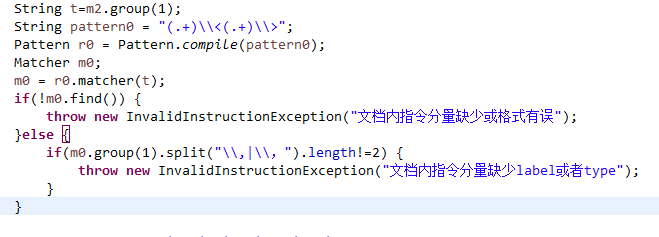 String t=m2.group(1);
String pattern0 = "(.+)\\<(.+)\\>";
Pattern r0 = Pattern.compile(pattern0);
Matcher m0;
m0 = r0.matcher(t);
if(!m0.find()) {
throw new InvalidInstructionException("文档内指令分量缺少或格式有误");
}else {
if(m0.group(1).split("\\,|\\，").length!=2) {
throw new InvalidInstructionException("文档内指令分量缺少label或者type");
}
}